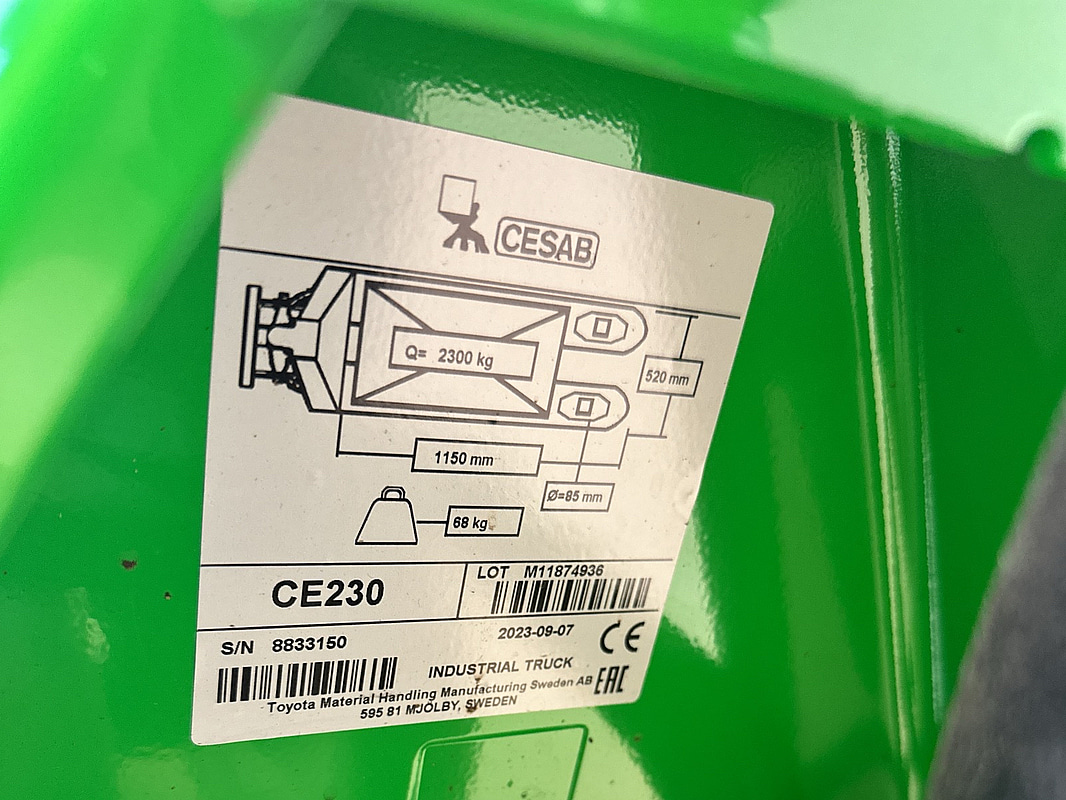 CESAB
Q= 2300 kg
520 mm
1150 mm
Ø=85 mm
68 kg
CE230
LOT M11874936
S/N 8833150
2023-09-07
CE
INDUSTRIAL TRUCK
EAC
Toyota Material Handling Manufacturing Sweden AB
595 81 MJÖLBY, SWEDEN